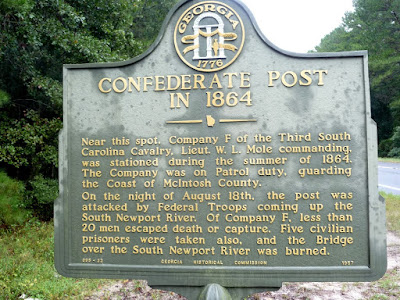 GEORGIA
1776
CONFEDERATE POST
IN 1864
Near this spot, Company F of the Third South
Carolina Cavalry, Lieut. W. L. Mole commanding,
was stationed during the summer of 1864.
The Company was on Patrol duty, guarding
the Coast of McIntosh County.
On the night of August 18th, the post was
attacked by Federal Troops coming up the
South Newport River. Of Company F, less than
20 men escaped death or capture. Five civilian
prisoners were taken also, and the Bridge
over the South Newport River was burned.
GEORGIA HISTORICAL COMMISSION 1957